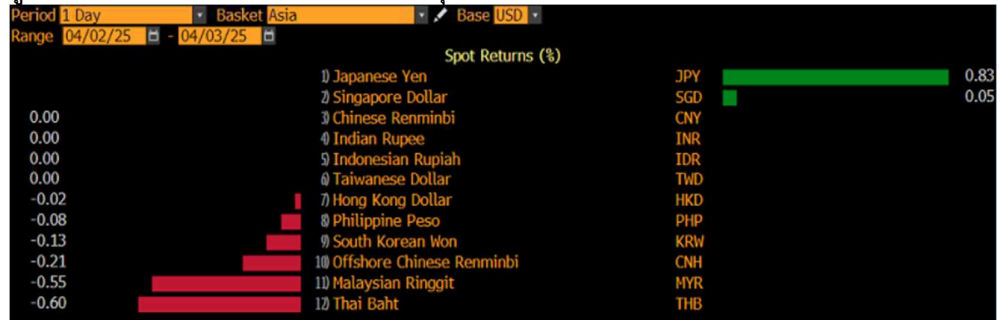 Period 1 Day Basket Asia Base USD
Range 04/02/25 - 04/03/25
Spot Returns (%)
1) Japanese Yen JPY 0.83
2) Singapore Dollar SGD 0.05
0.00 3) Chinese Renminbi CNY
0.00 4) Indian Rupee INR
0.00 5) Indonesian Rupiah IDR
0.00 6) Taiwanese Dollar TWD
-0.02 7) Hong Kong Dollar HKD
-0.08 8) Philippine Peso PHP
-0.13 9) South Korean Won KRW
-0.21 10) Offshore Chinese Renminbi CNH
-0.55 11) Malaysian Ringgit MYR
-0.60 12) Thai Baht THB